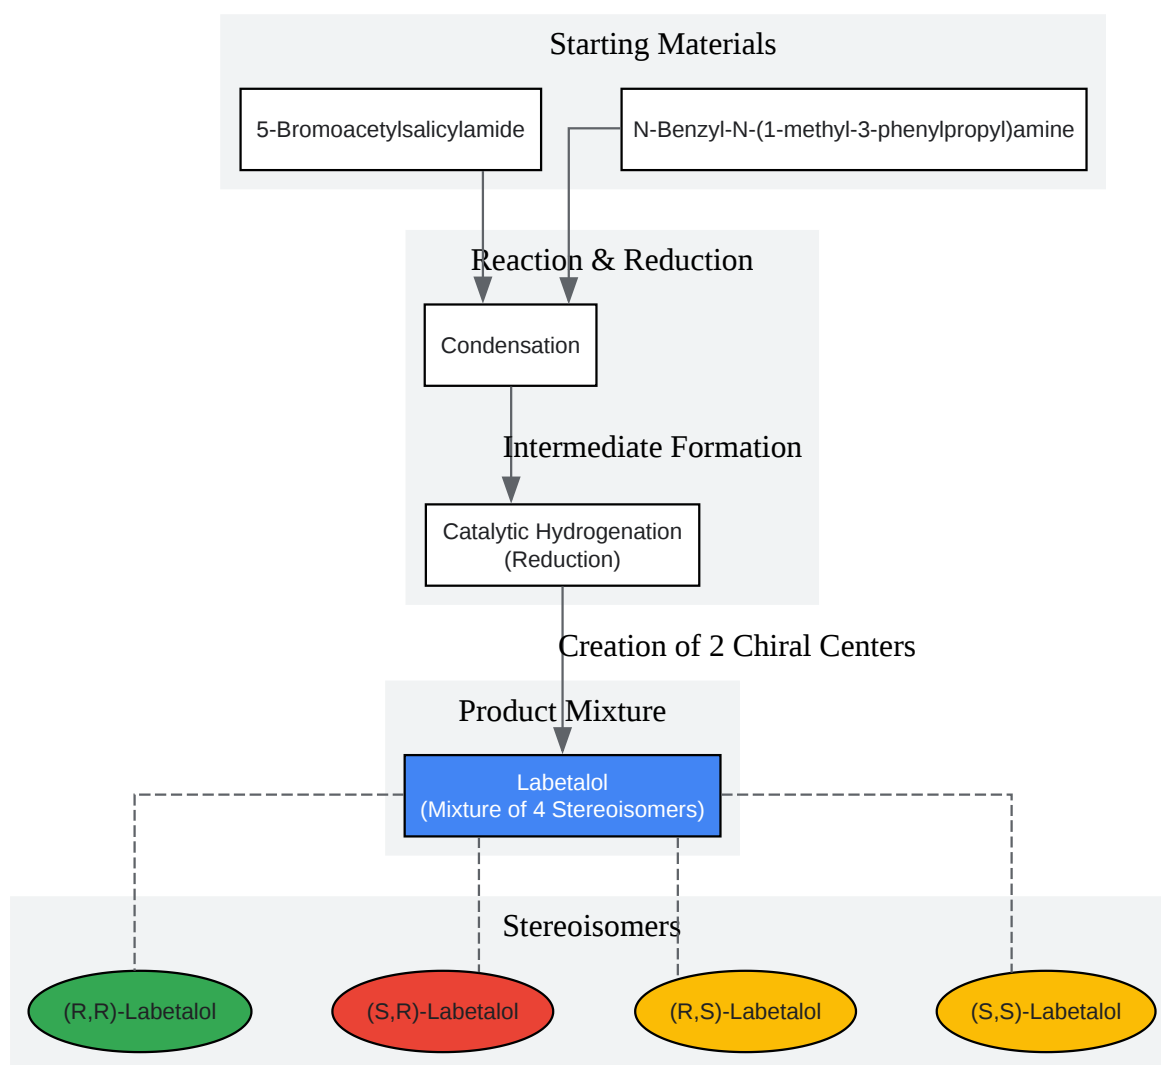 Starting Materials
5-Bromoacetylsalicylamide
N-Benzyl-N-(1-methyl-3-phenylpropyl)amine
Reaction & Reduction
Condensation
Intermediate Formation
Catalytic Hydrogenation
(Reduction)
Creation of 2 Chiral Centers
Product Mixture
Labetalol
(Mixture of 4 Stereoisomers)
Stereoisomers
(R,R)-Labetalol
(S,R)-Labetalol
(R,S)-Labetalol
(S,S)-Labetalol